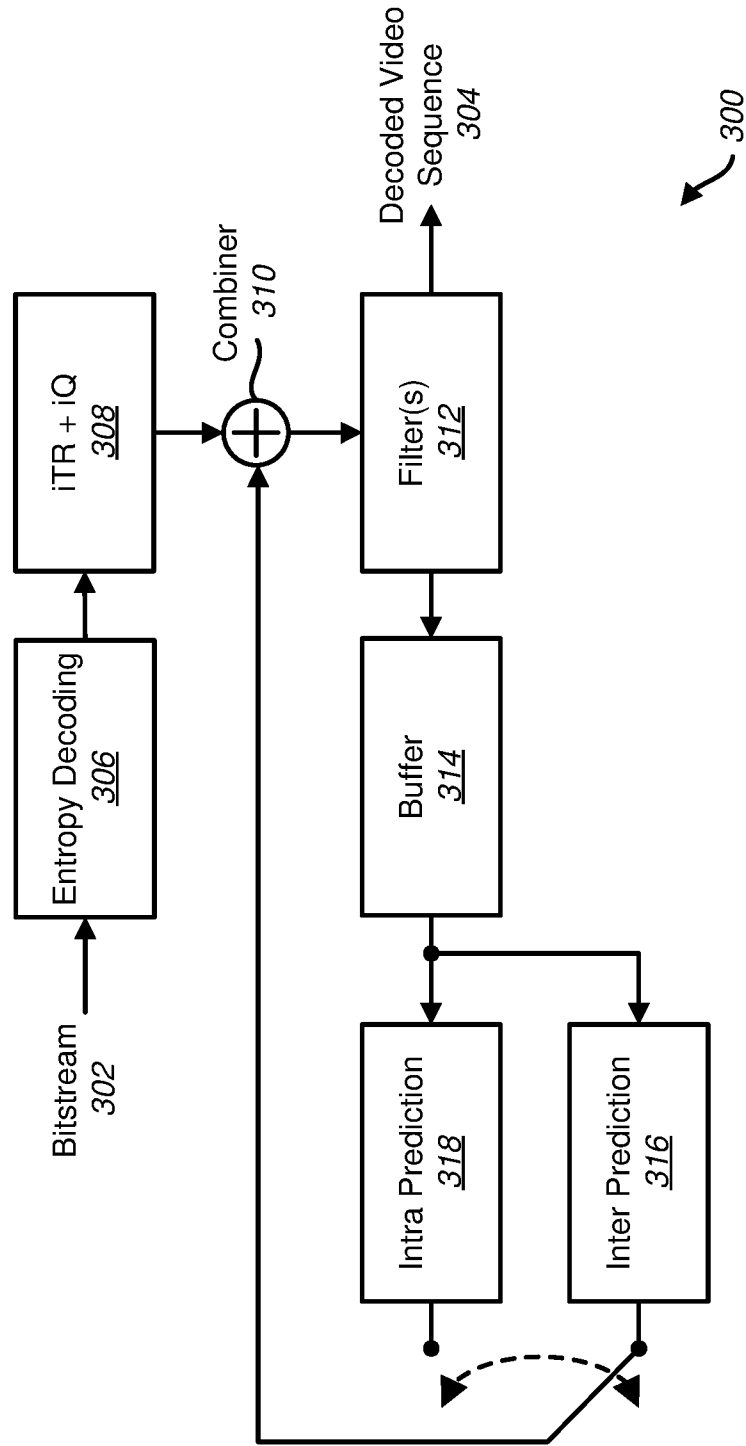 Bitstream
302
Entropy Decoding
306
iTR + iQ
308
Combiner
310
Intra Prediction
318
Buffer
314
Filter(s)
312
Decoded Video
Sequence
304
Inter Prediction
316
300